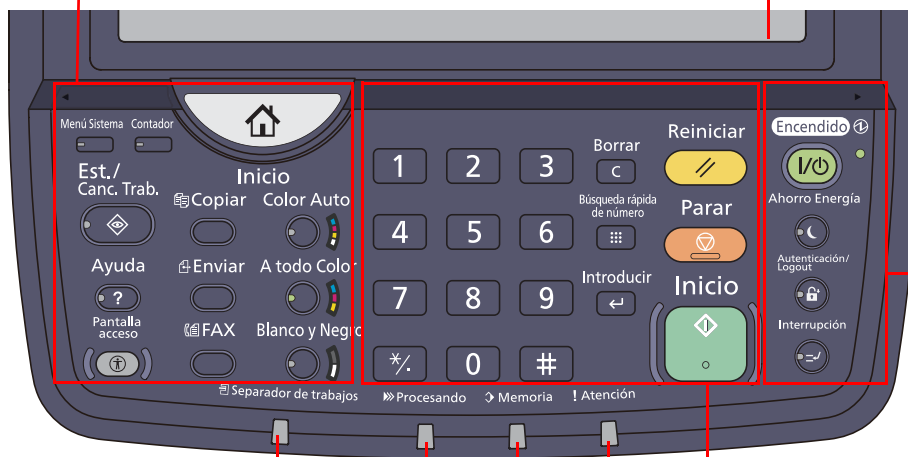 Menú Sistema
Contador
Est./
Canc. Trab.
Inicio
Copiar
Color Auto
Ayuda
?
Enviar
A todo Color
Pantalla
acceso
FAX
Blanco y Negro
1
2
3
Borrar
C
Reiniciar
4
5
6
Búsqueda rápida
de número
Parar
7
8
9
Introducir
Inicio
*/.
0
#
Encendido
Ahorro Energía
Autenticación/
Logout
Interrupción
Separador de trabajos
Procesando
Memoria
! Atención